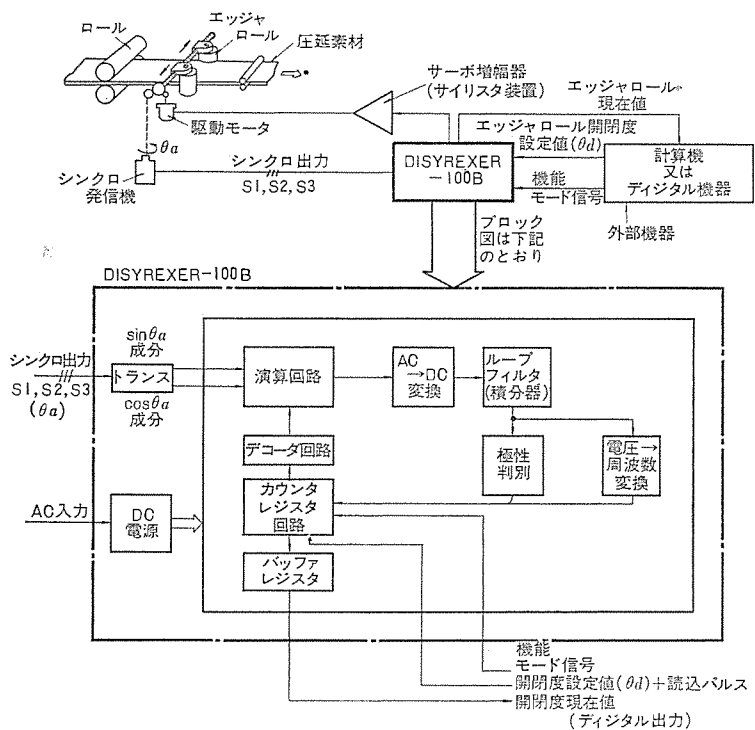 ロール
エッジャ
ロール
圧延素材
サーボ増幅器
(サイリスタ装置)
エッジャロール
現在値
駆動モータ
エッジャロール開閉度
設定値(θd)
θa
シンクロ
発信機
シンクロ出力
S1,S2,S3
DISYREXER
-100B
計算機
又は
ディジタル機器
機能
モード信号
外部機器
ブロック
図は下記
のとおり
DISYREXER-100B
シンクロ出力
S1,S2,S3
(θa)
sinθa
成分
トランス
cosθa
成分
演算回路
AC
→DC
変換
ループ
フィルタ
(積分器)
デコーダ回路
極性
判別
電圧→
周波数
変換
カウンタ
レジスタ
回路
AC入力
DC
電源
バッファ
レジスタ
機能
モード信号
開閉度設定値(θd)+読込パルス
開閉度現在値
(ディジタル出力)